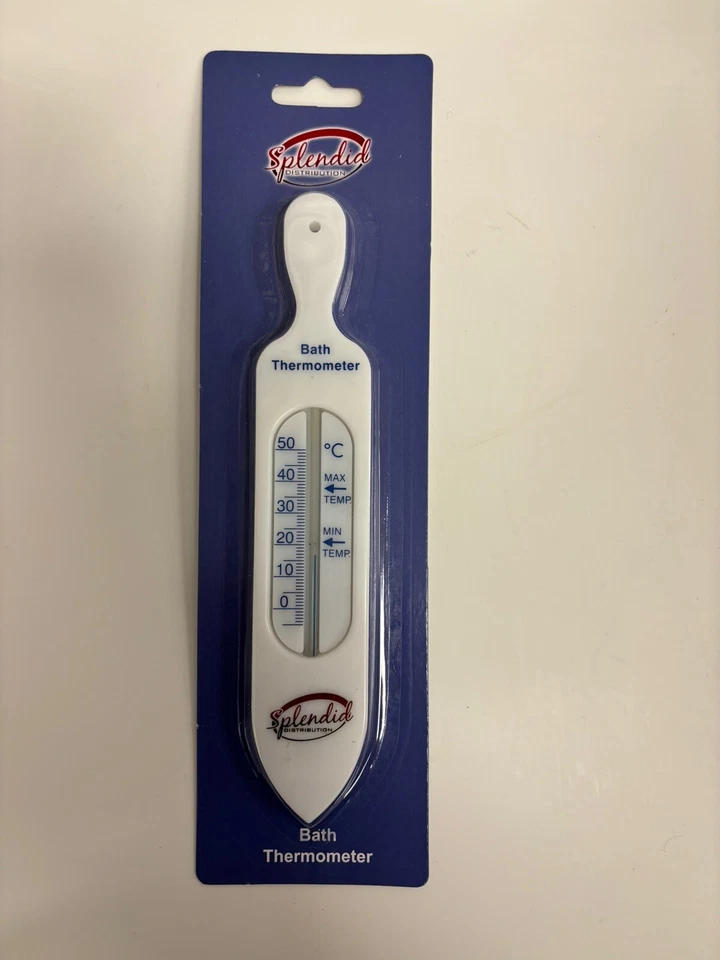 Splendid
DISTRIBUTION
Bath
Thermometer
50
°C
40
MAX
TEMP
30
20
MIN
TEMP
10
0
Splendid
DISTRIBUTION
Bath
Thermometer